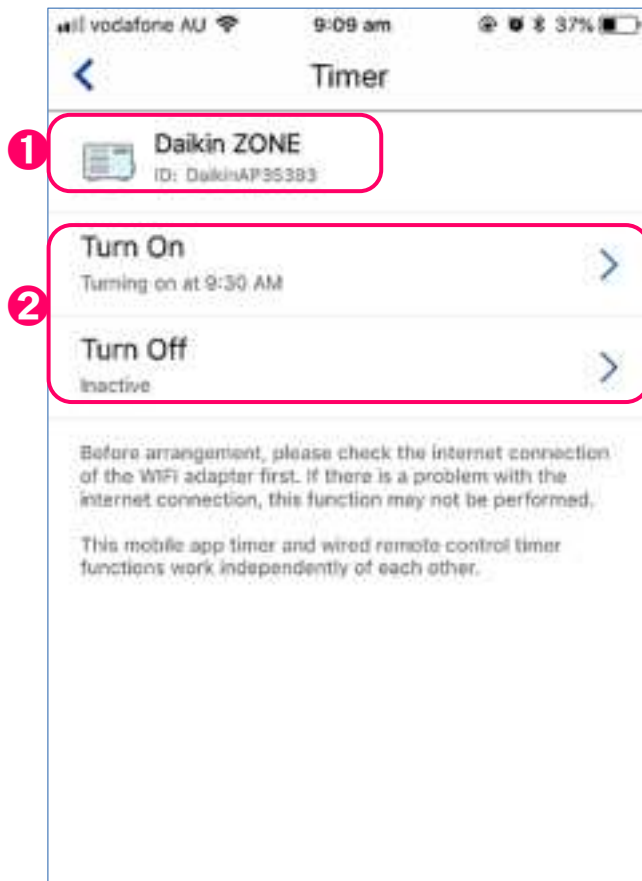 vodafone AU 9:09 am 37%
Timer
1
Daikin ZONE
ID: DaikinAP35383
2
Turn On
Turning on at 9:30 AM
Turn Off
Inactive
Before arrangement, please check the internet connection
of the WiFi adapter first. If there is a problem with the
internet connection, this function may not be performed.
This mobile app timer and wired remote control timer
functions work independently of each other.